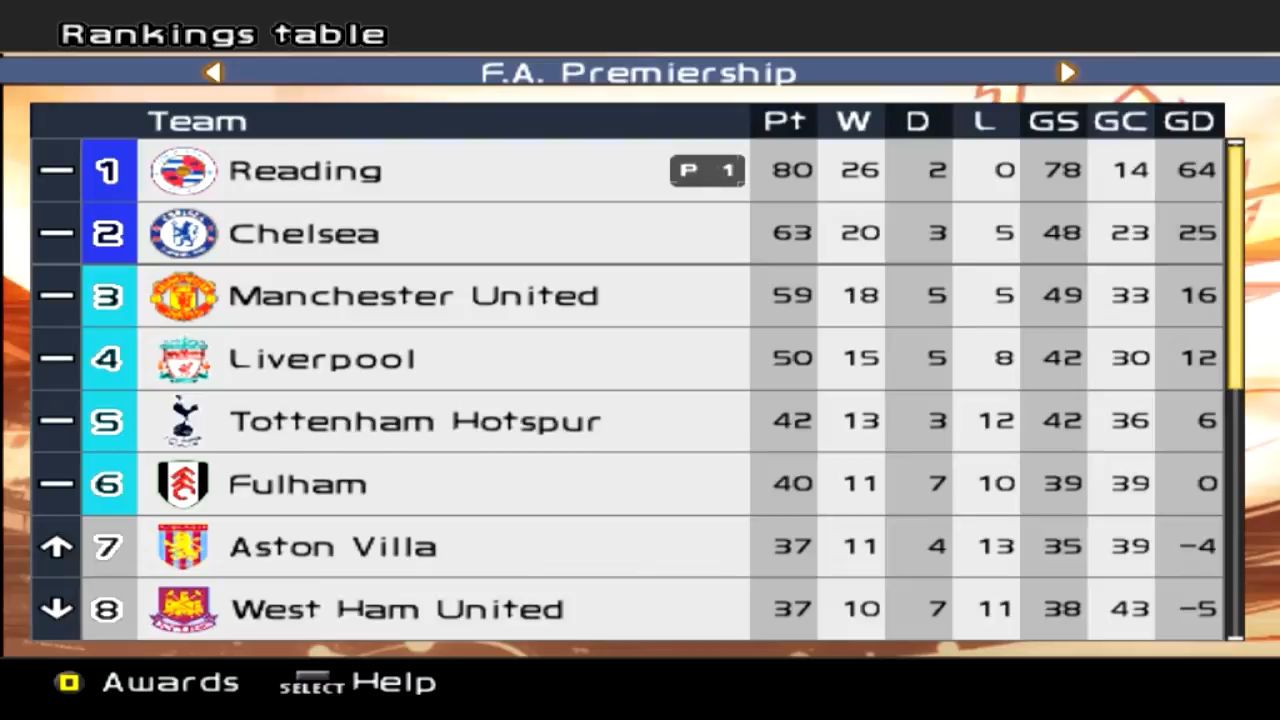 Rankings table
F.A. Premiership
Team Pt W D L GS GC GD
1 Reading P 1 80 26 2 0 78 14 64
2 Chelsea 63 20 3 5 48 23 25
3 Manchester United 59 18 5 5 49 33 16
4 Liverpool 50 15 5 8 42 30 12
5 Tottenham Hotspur 42 13 3 12 42 36 6
6 Fulham 40 11 7 10 39 39 0
7 Aston Villa 37 11 4 13 35 39 -4
8 West Ham United 37 10 7 11 38 43 -5
Awards SELECT Help